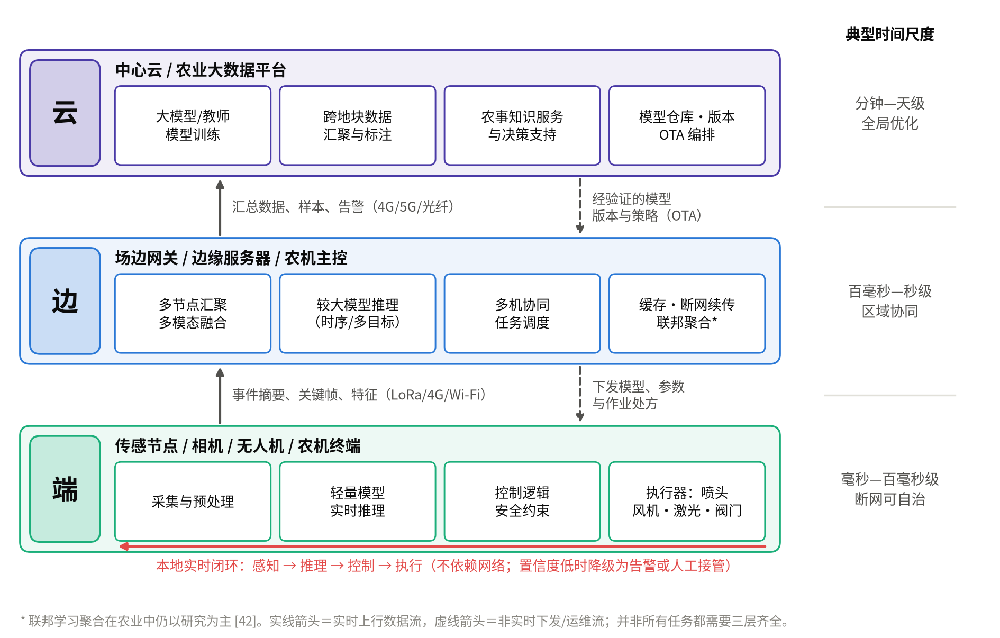 典型时间尺度
云
中心云 / 农业大数据平台
大模型/教师
模型训练
跨地块数据
汇聚与标注
农事知识服务
与决策支持
模型仓库·版本
OTA 编排
分钟—天级
全局优化
汇总数据、样本、告警（4G/5G/光纤）
经验证的模型
版本与策略（OTA）
边
场边网关 / 边缘服务器 / 农机主控
多节点汇聚
多模态融合
较大模型推理
（时序/多目标）
多机协同
任务调度
缓存·断网续传
联邦聚合*
百毫秒—秒级
区域协同
事件摘要、关键帧、特征（LoRa/4G/Wi-Fi）
下发模型、参数
与作业处方
端
传感节点 / 相机 / 无人机 / 农机终端
采集与预处理
轻量模型
实时推理
控制逻辑
安全约束
执行器：喷头
风机·激光·阀门
毫秒—百毫秒级
断网可自治
本地实时闭环：感知 → 推理 → 控制 → 执行（不依赖网络；置信度低时降级为告警或人工接管）
* 联邦学习聚合在农业中仍以研究为主 [42]。实线箭头＝实时上行数据流，虚线箭头＝非实时下发/运维流；并非所有任务都需要三层齐全。